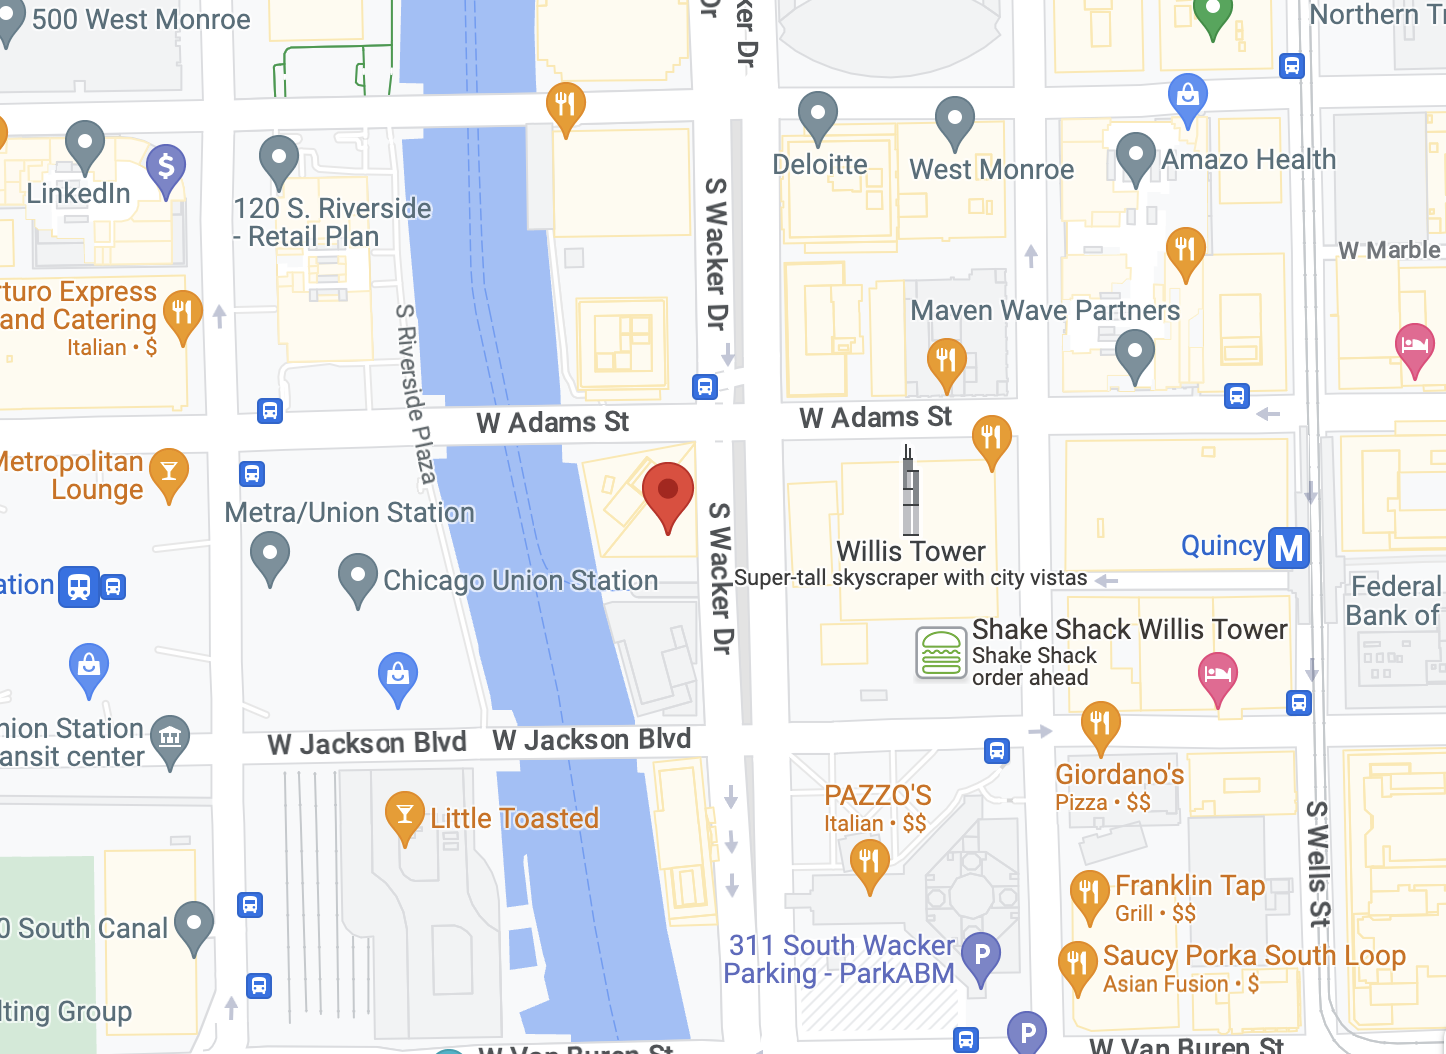 500 West Monroe
Dr
ker Dr
Northern Tr
LinkedIn
$
120 S. Riverside
- Retail Plan
Deloitte
West Monroe
Amazo Health
W Marble
S Wacker Dr
rturo Express
and Catering
Italian • $
S Riverside Plaza
Maven Wave Partners
W Adams St
W Adams St
Metropolitan
Lounge
Metra/Union Station
Chicago Union Station
ation
S Wacker Dr
Willis Tower
Super-tall skyscraper with city vistas
Quincy
M
Federal
Bank of
Shake Shack Willis Tower
Shake Shack
order ahead
nion Station
ansit center
W Jackson Blvd
W Jackson Blvd
Giordano's
Pizza • $$
PAZZO'S
Italian • $$
Little Toasted
S Wells St
Franklin Tap
Grill • $$
0 South Canal
311 South Wacker
Parking - ParkABM
P
Saucy Porka South Loop
Asian Fusion • $
lting Group
P
W Van Buren St
W Van Buren St